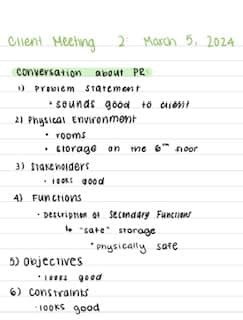 Client Meeting 2: March 5, 2024
Conversation about PR
1) Problem Statement
• sounds good to client
2) Physical Environment
• rooms
• storage on the 6th floor
3) Stakeholders
• looks good
4) Functions
• Description of Secondary Functions
↳ "safe" storage
• physically safe
5) Objectives
• looks good
6) Constraints
• looks good